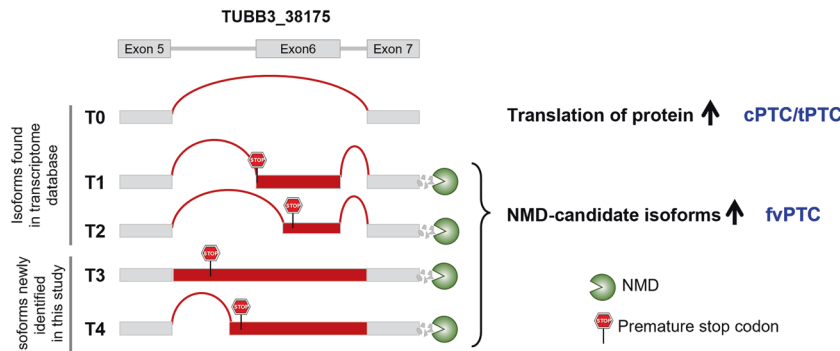 TUBB3_38175
Exon 5
Exon6
Exon 7
Isoforms found
in transcriptome
database
soforms newly
identified
in this study
T0
T1
STOP
T2
STOP
T3
STOP
T4
STOP
Translation of protein
cPTC/tPTC
NMD-candidate isoforms
fvPTC
NMD
STOP
Premature stop codon